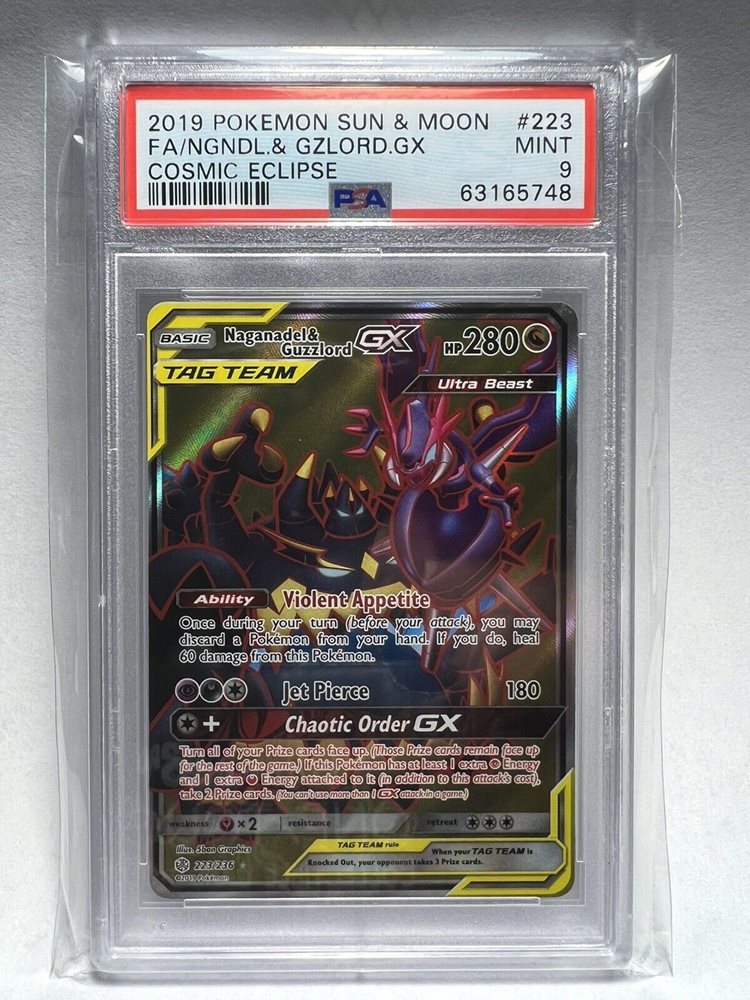 2019 POKEMON SUN & MOON #223
FA/NGNDL.& GZLORD.GX MINT
COSMIC ECLIPSE 9
PSA 63165748
BASIC Naganadel& Guzzlord GX HP280
TAG TEAM
Ultra Beast
Ability Violent Appetite
Once during your turn (before your attack), you may
discard a Pokémon from your hand. If you do, heal
60 damage from this Pokémon.
Jet Pierce 180
+ Chaotic Order GX
Turn all of your Prize cards face up. (Those Prize cards remain face up
for the rest of the game.) If this Pokémon has at least 1 extra Energy
and 1 extra Energy attached to it (in addition to this attack's cost),
take 2 Prize cards. (You can't use more than 1 GX attack in a game.)
weakness ×2 resistance retreat
Illus. 5ban Graphics TAG TEAM rule When your TAG TEAM is
Knocked Out, your opponent takes 3 Prize cards.
223/236
©2019 Pokémon